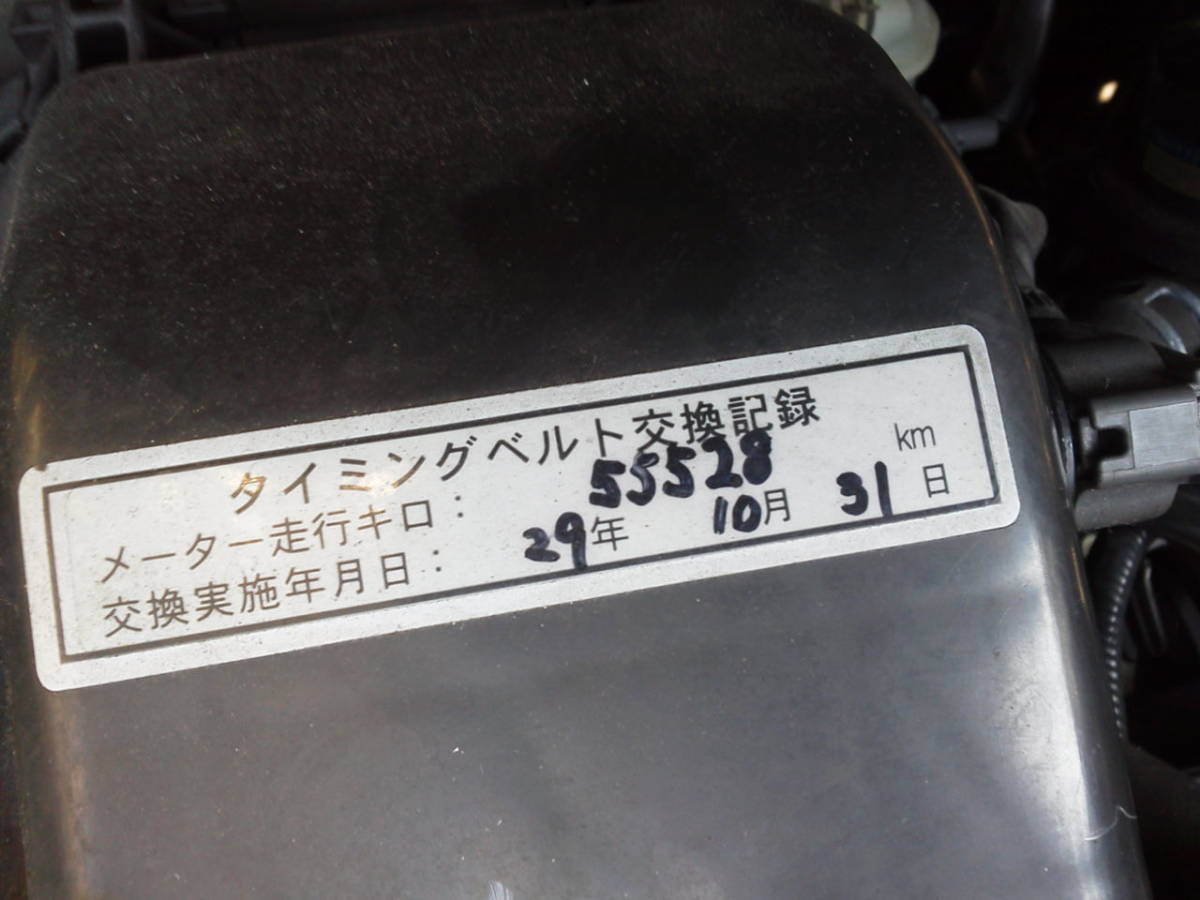 タイミングベルト交換記録
メーター走行キロ： 55528 km
交換実施年月日： 29年 10月 31日